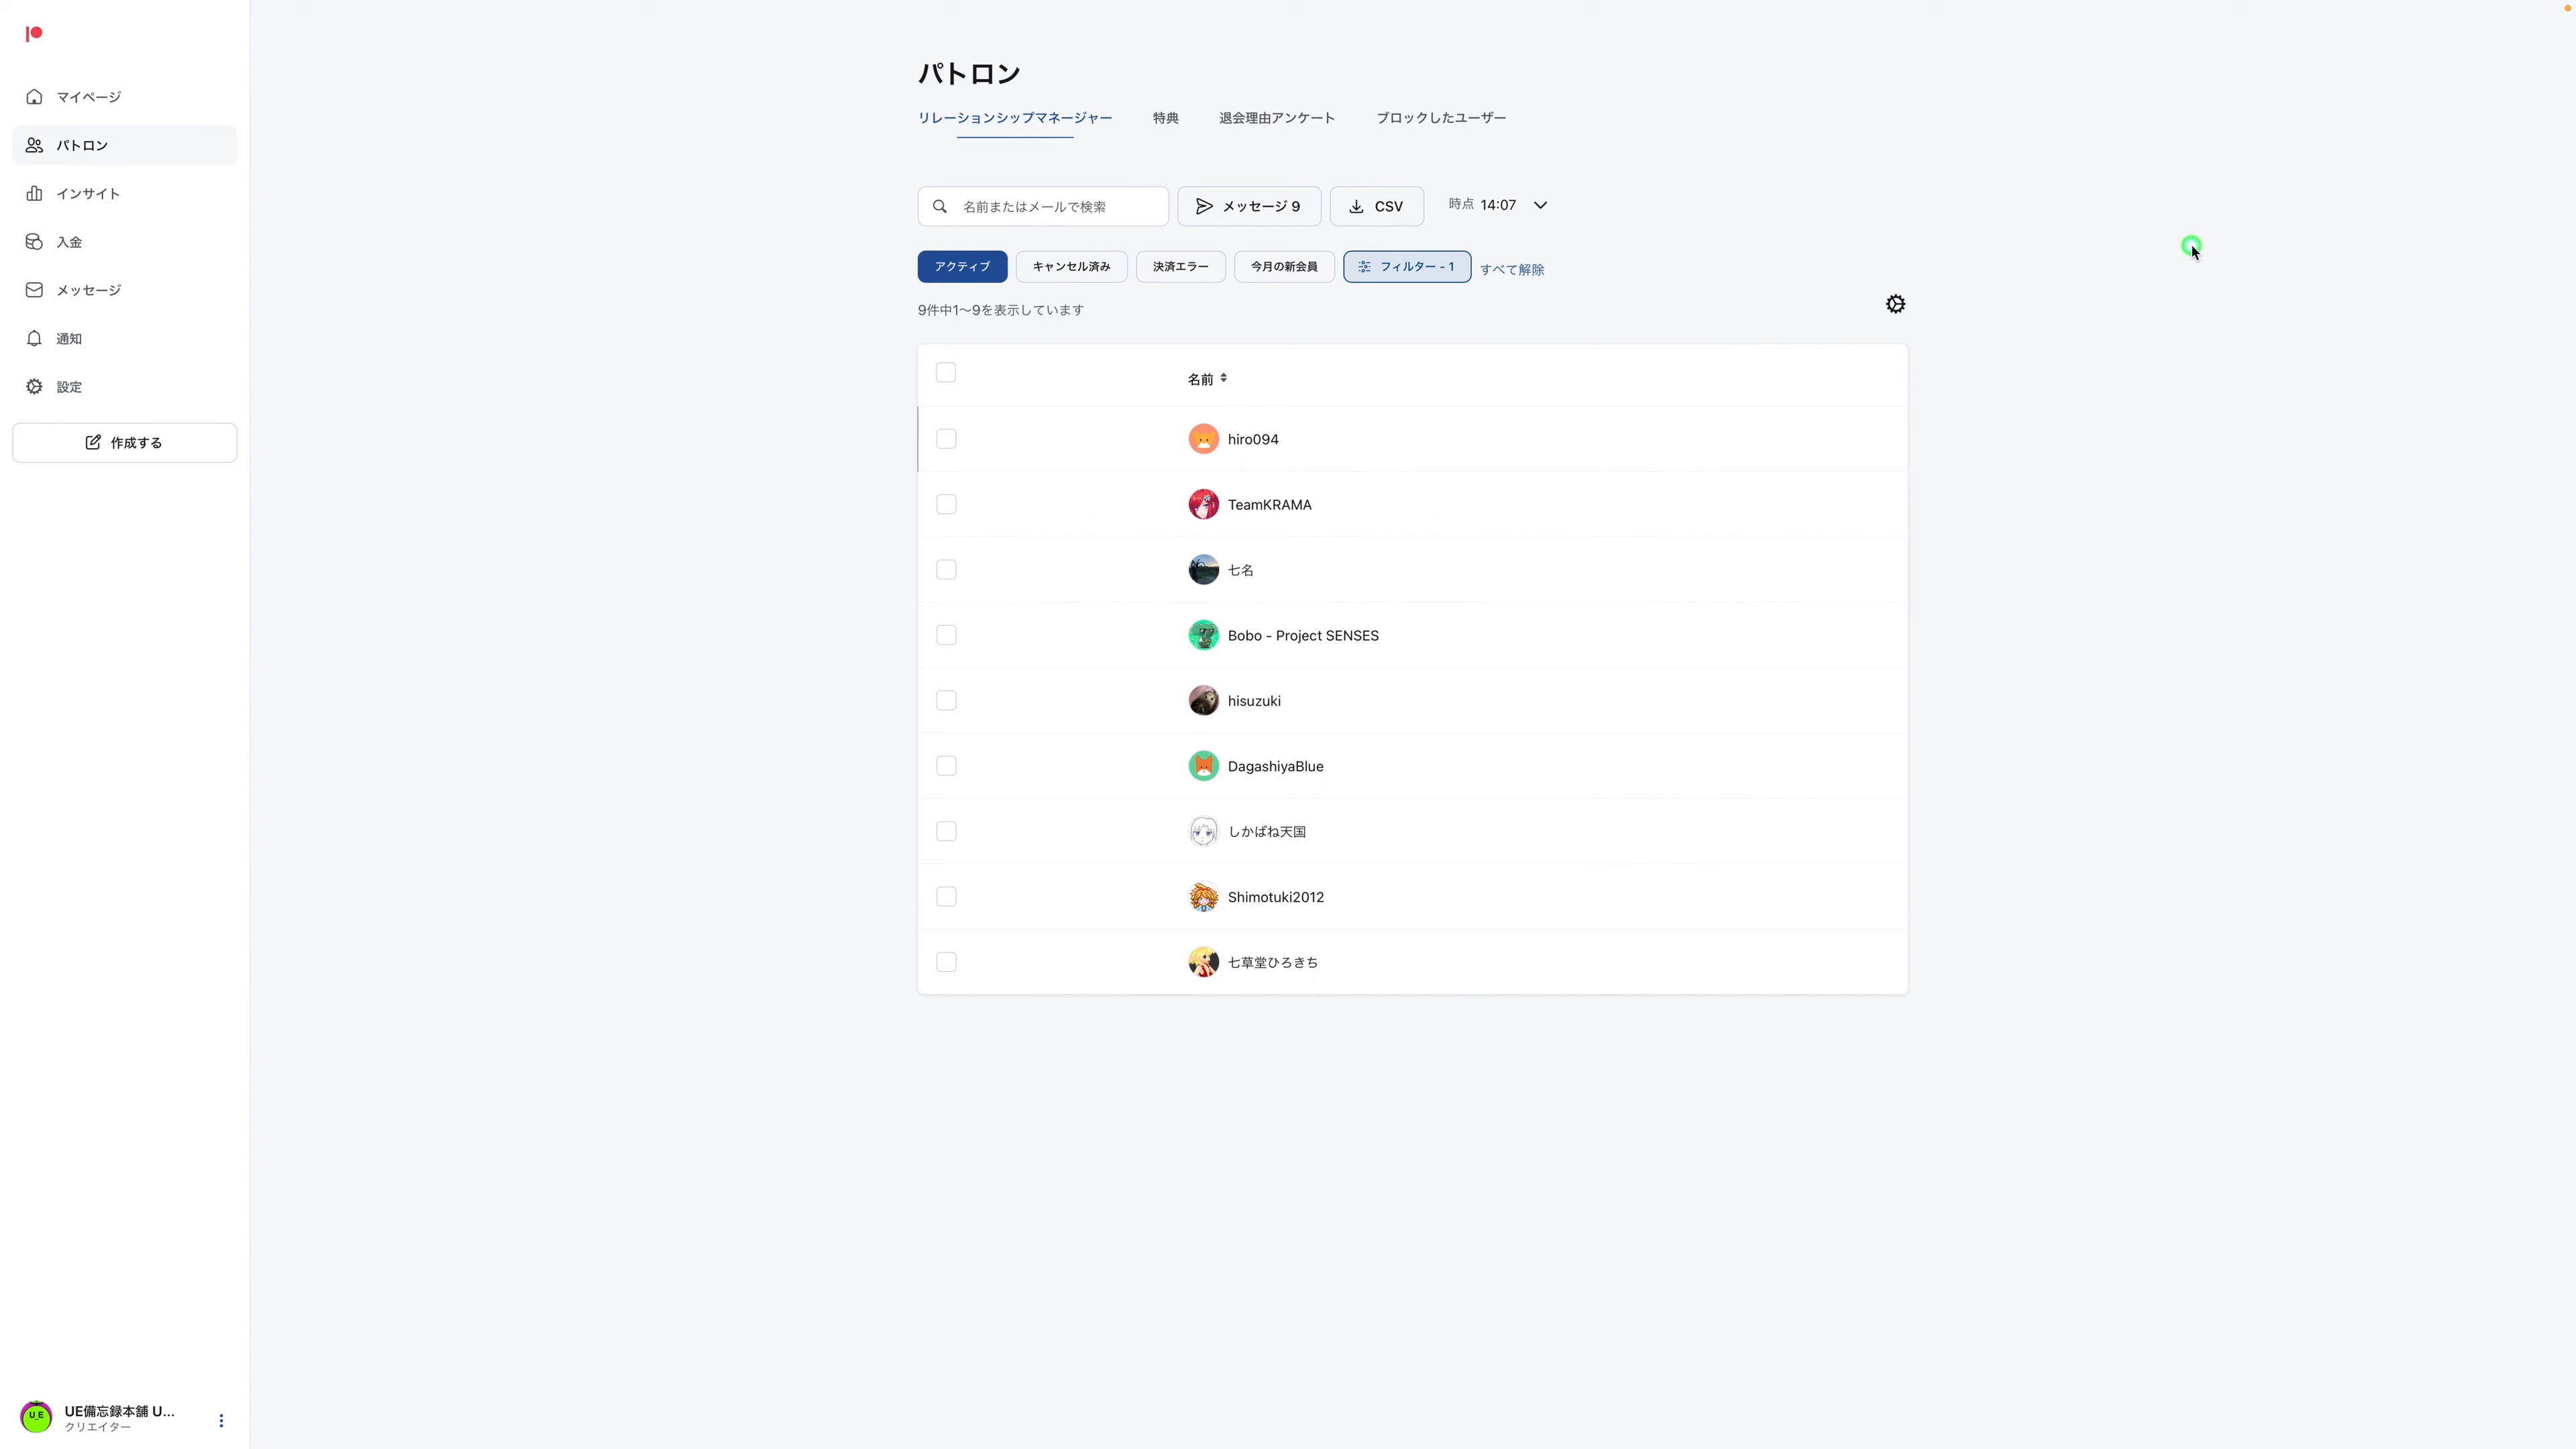 マイページ
パトロン
インサイト
入金
メッセージ
通知
設定
作成する
UE備忘録本舗 U...
クリエイター
パトロン
リレーションシップマネージャー 特典 退会理由アンケート ブロックしたユーザー
名前またはメールで検索 メッセージ 9 CSV 時点 14:07
アクティブ キャンセル済み 決済エラー 今月の新会員 フィルター - 1 すべて解除
9件中1〜9を表示しています
名前
hiro094
TeamKRAMA
七名
Bobo - Project SENSES
hisuzuki
DagashiyaBlue
しかばね天国
Shimotuki2012
七草堂ひろきち
U_E